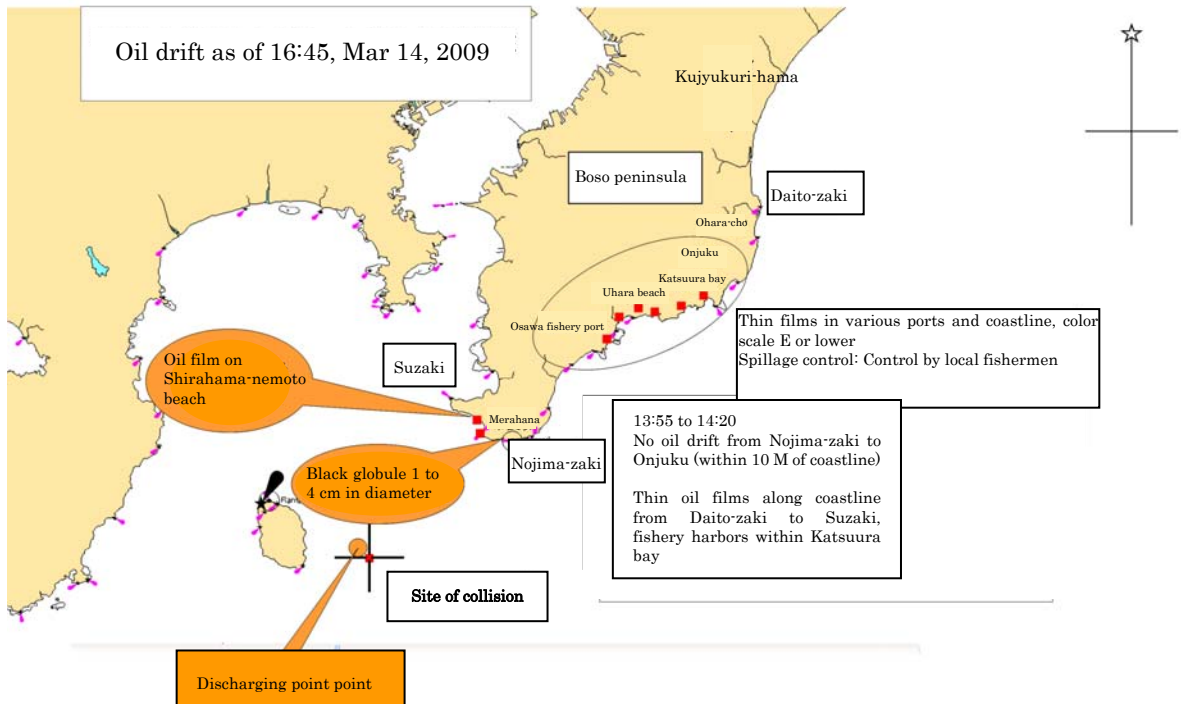 Oil drift as of 16:45, Mar 14, 2009
Kujyukuri-hama
Boso peninsula
Daito-zaki
Ohara-cho
Onjuku
Katsuura bay
Uhara beach
Osawa fishery port
Thin films in various ports and coastline, color
scale E or lower
Spillage control: Control by local fishermen
Oil film on
Shirahama-nemoto
beach
Suzaki
Merahana
13:55 to 14:20
No oil drift from Nojima-zaki to
Onjuku (within 10 M of coastline)
Thin oil films along coastline
from Daito-zaki to Suzaki,
fishery harbors within Katsuura
bay
Nojima-zaki
Black globule 1 to
4 cm in diameter
Site of collision
Discharging point point